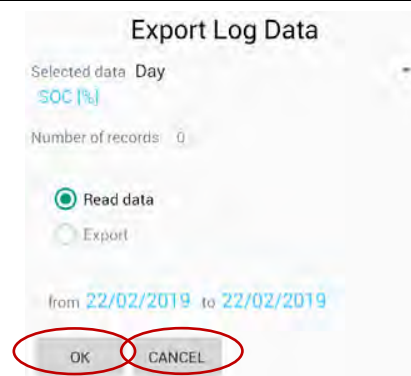 Export Log Data
Selected data Day
SOC [%]
Number of records 0
Read data
Export
from 22/02/2019 to 22/02/2019
OK CANCEL